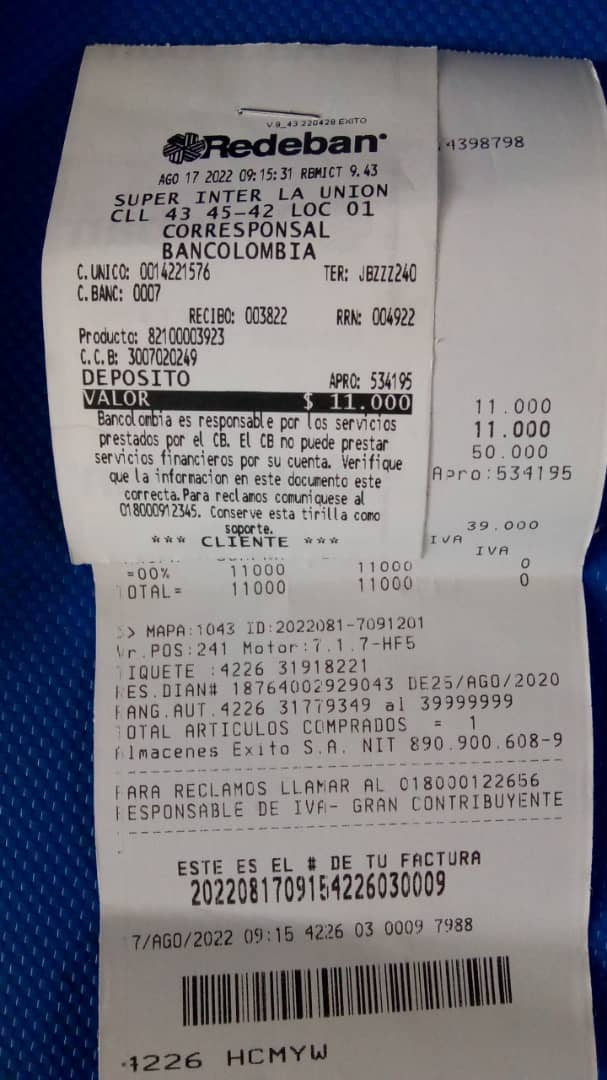 V.9_43 220428 EXITO
Redeban
AGO 17 2022 09:15:31 RBMICT 9.43
SUPER INTER LA UNION
CLL 43 45-42 LOC 01
CORRESPONSAL
BANCOLOMBIA
C.UNICO: 0014221576 TER: JBZZZ240
C.BANC: 0007
RECIBO: 003822 RRN: 004922
Producto: 82100003923
C.C.B: 3007020249
DEPOSITO APRO: 534195
VALOR $ 11.000
Bancolombia es responsable por los servicios
prestados por el CB. El CB no puede prestar
servicios financieros por su cuenta. Verifique
que la informacion en este documento este
correcta. Para reclamos comuniquese al
018000912345. Conserve esta tirilla como
soporte.
*** CLIENTE ***
4398798
11.000
11.000
50.000
Apro:534195
39.000
IVA
IVA
=00% 11000 11000 0
OTAL= 11000 11000 0
> MAPA:1043 ID:2022081-7091201
Vr.POS:241 Motor:7.1.7-HF5
IQUETE :4226 31918221
RES.DIAN# 18764002929043 DE25/AGO/2020
RANG.AUT.4226 31779349 al 39999999
TOTAL ARTICULOS COMPRADOS = 1
Almacenes Exito S.A. NIT 890.900.608-9
PARA RECLAMOS LLAMAR AL 018000122656
RESPONSABLE DE IVA- GRAN CONTRIBUYENTE
ESTE ES EL # DE TU FACTURA
2022081709154226030009
7/AGO/2022 09:15 4226 03 0009 7988
4226 HCMYW